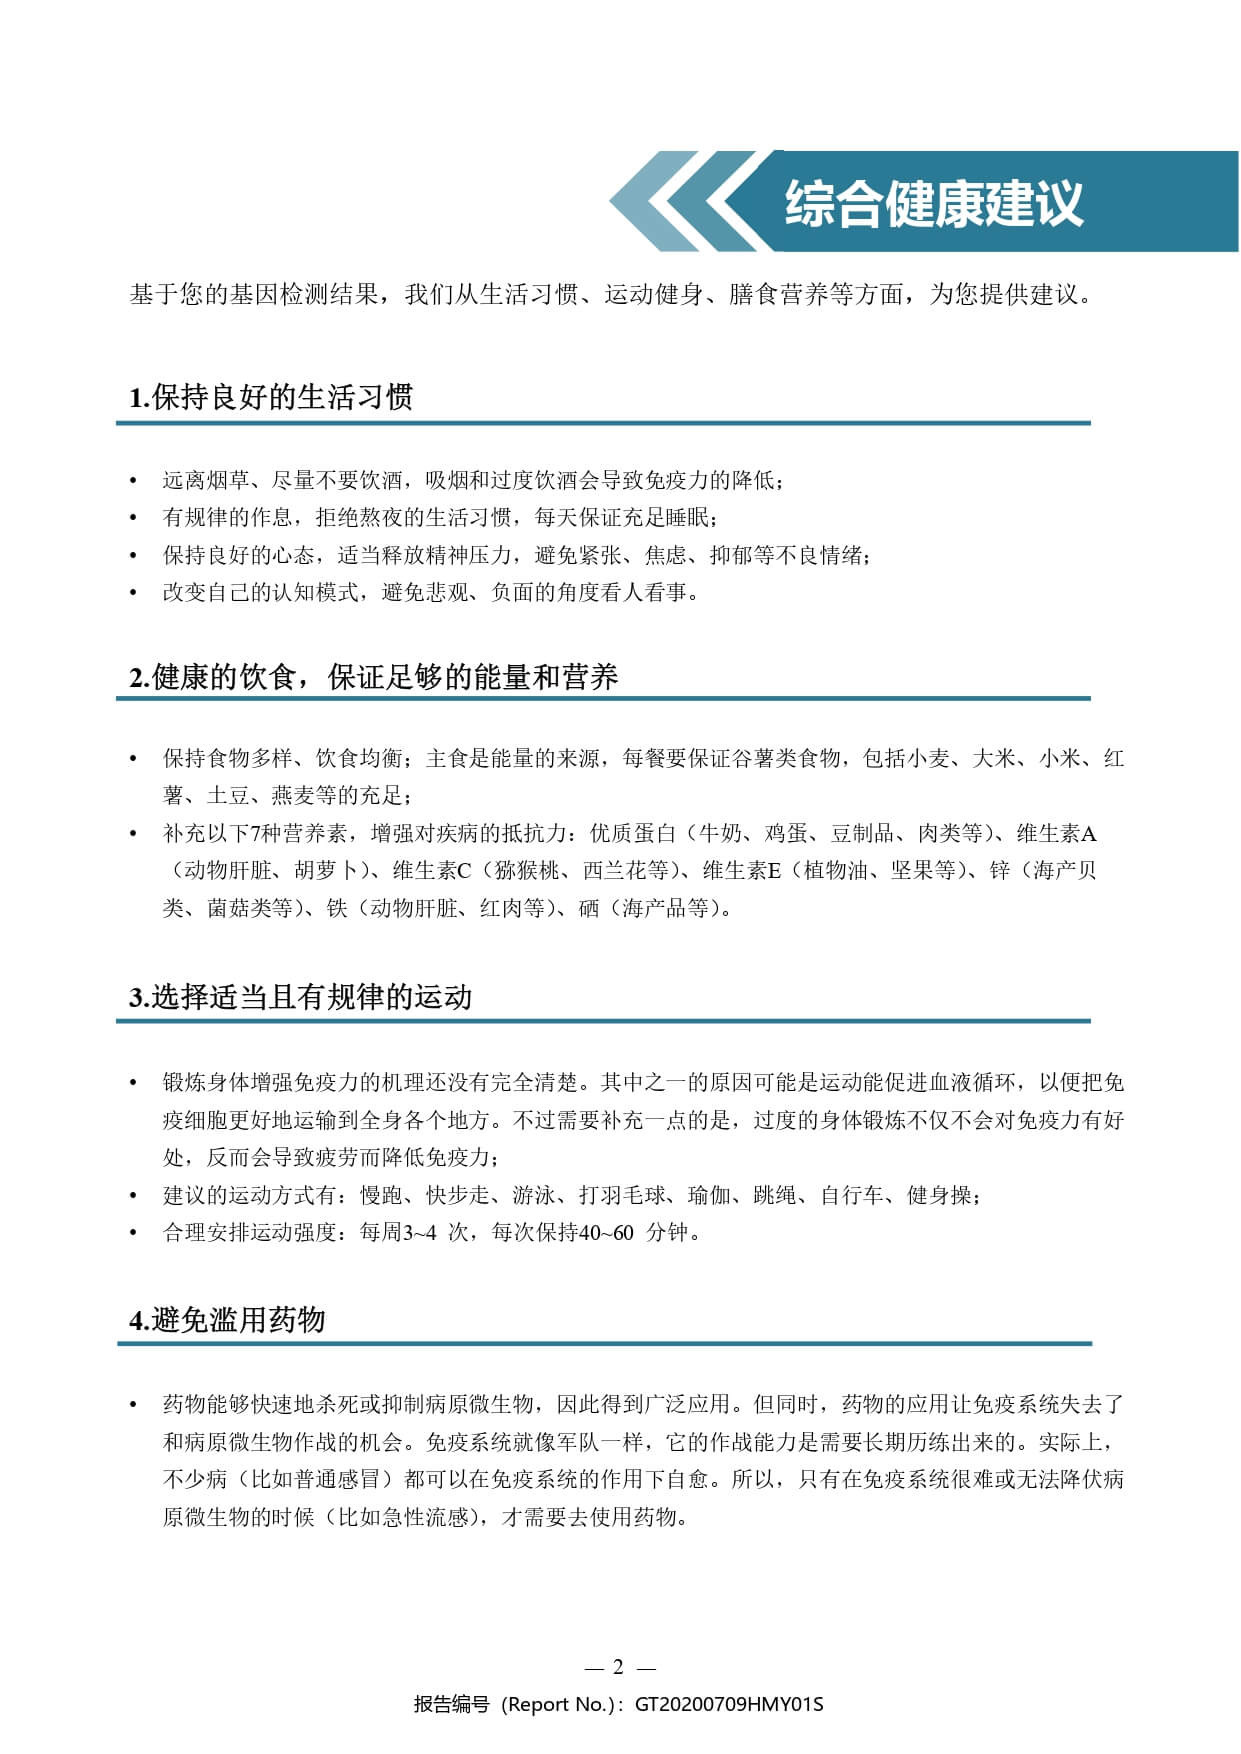 综合健康建议
基于您的基因检测结果，我们从生活习惯、运动健身、膳食营养等方面，为您提供建议。
1.保持良好的生活习惯
• 远离烟草、尽量不要饮酒，吸烟和过度饮酒会导致免疫力的降低；
• 有规律的作息，拒绝熬夜的生活习惯，每天保证充足睡眠；
• 保持良好的心态，适当释放精神压力，避免紧张、焦虑、抑郁等不良情绪；
• 改变自己的认知模式，避免悲观、负面的角度看人看事。
2.健康的饮食，保证足够的能量和营养
• 保持食物多样、饮食均衡；主食是能量的来源，每餐要保证谷薯类食物，包括小麦、大米、小米、红
薯、土豆、燕麦等的充足；
• 补充以下7种营养素，增强对疾病的抵抗力：优质蛋白（牛奶、鸡蛋、豆制品、肉类等）、维生素A
（动物肝脏、胡萝卜）、维生素C（猕猴桃、西兰花等）、维生素E（植物油、坚果等）、锌（海产贝
类、菌菇类等）、铁（动物肝脏、红肉等）、硒（海产品等）。
3.选择适当且有规律的运动
• 锻炼身体增强免疫力的机理还没有完全清楚。其中之一的原因可能是运动能促进血液循环，以便把免
疫细胞更好地运输到全身各个地方。不过需要补充一点的是，过度的身体锻炼不仅不会对免疫力有好
处，反而会导致疲劳而降低免疫力；
• 建议的运动方式有：慢跑、快步走、游泳、打羽毛球、瑜伽、跳绳、自行车、健身操；
• 合理安排运动强度：每周3~4 次，每次保持40~60 分钟。
4.避免滥用药物
• 药物能够快速地杀死或抑制病原微生物，因此得到广泛应用。但同时，药物的应用让免疫系统失去了
和病原微生物作战的机会。免疫系统就像军队一样，它的作战能力是需要长期历练出来的。实际上，
不少病（比如普通感冒）都可以在免疫系统的作用下自愈。所以，只有在免疫系统很难或无法降伏病
原微生物的时候（比如急性流感），才需要去使用药物。
— 2 —
报告编号 (Report No.)：GT20200709HMY01S